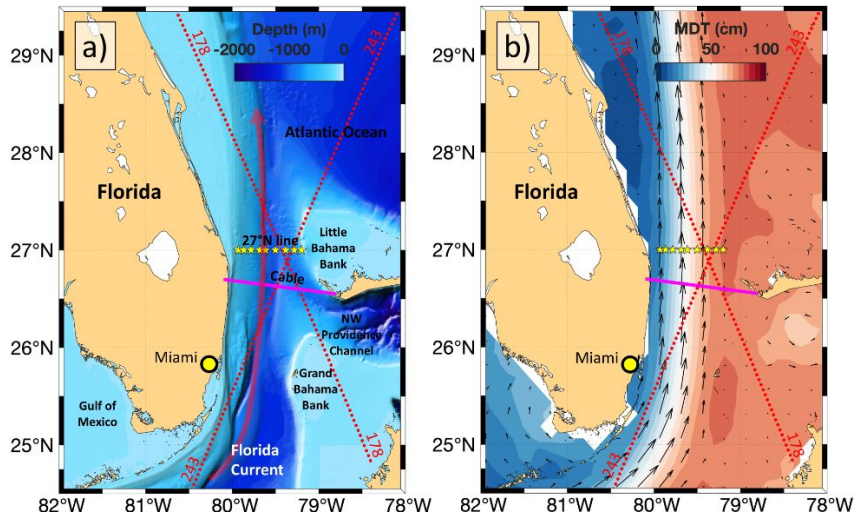 a)
Depth (m)
-2000 -1000 0
178
243
Atlantic Ocean
Florida
27°N line
Little
Bahama
Bank
Cable
NW
Providence
Channel
Miami
Grand
Bahama
Bank
Gulf of
Mexico
Florida
Current
243
178
29°N
28°N
27°N
26°N
25°N
82°W 81°W 80°W 79°W 78°W
b)
MDT (cm)
0 50 100
178
243
Florida
Miami
243
178
29°N
28°N
27°N
26°N
25°N
82°W 81°W 80°W 79°W 78°W